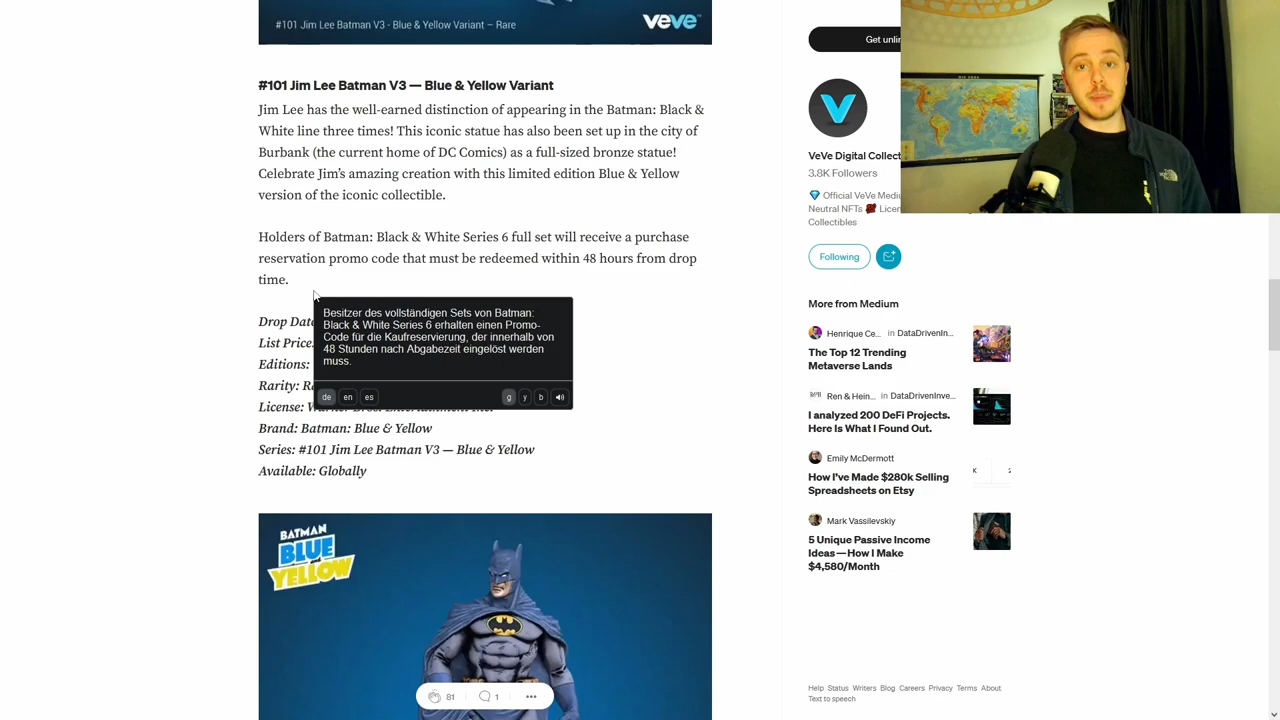 #101 Jim Lee Batman V3 - Blue & Yellow Variant – Rare
veve
#101 Jim Lee Batman V3 — Blue & Yellow Variant
Jim Lee has the well-earned distinction of appearing in the Batman: Black &
White line three times! This iconic statue has also been set up in the city of
Burbank (the current home of DC Comics) as a full-sized bronze statue!
Celebrate Jim's amazing creation with this limited edition Blue & Yellow
version of the iconic collectible.
Holders of Batman: Black & White Series 6 full set will receive a purchase
reservation promo code that must be redeemed within 48 hours from drop
time.
Besitzer des vollständigen Sets von Batman:
Black & White Series 6 erhalten einen Promo-
Code für die Kaufreservierung, der innerhalb von
48 Stunden nach Abgabezeit eingelöst werden
muss.
de en es g y b
Drop Dat
List Price:
Editions:
Rarity:
License:
Brand: Batman: Blue & Yellow
Series: #101 Jim Lee Batman V3 — Blue & Yellow
Available: Globally
BATMAN
BLUE
YELLOW
81 1
Get unli
VeVe Digital Collect
3.8K Followers
Official VeVe Medi
Neutral NFTs Licen
Collectibles
Following
More from Medium
Henrique Ce... in DataDrivenIn...
The Top 12 Trending
Metaverse Lands
Ren & Hein... in DataDrivenInve...
I analyzed 200 DeFi Projects.
Here Is What I Found Out.
Emily McDermott
How I've Made $280k Selling
Spreadsheets on Etsy
Mark Vassilevskiy
5 Unique Passive Income
Ideas — How I Make
$4,580/Month
Help Status Writers Blog Careers Privacy Terms About
Text to speech